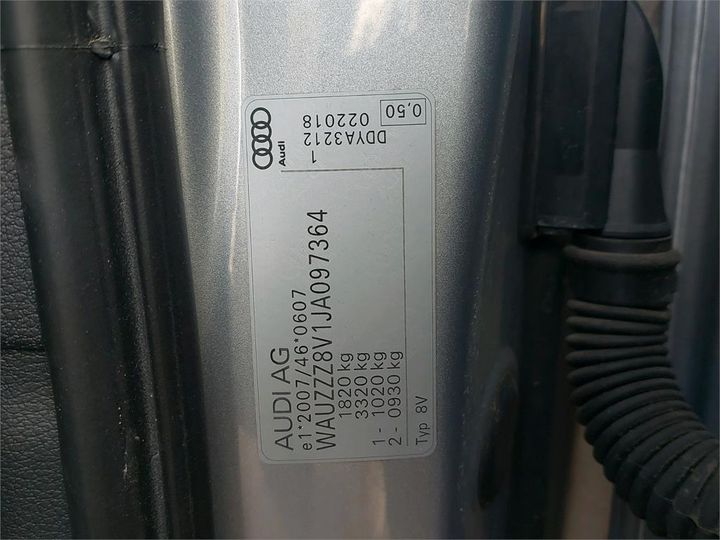 AUDI AG
e1*2007/46*0607
WAUZZZ8V1JA097364
1820 kg
3320 kg
1 - 1020 kg
2 - 0930 kg
Typ 8V
Audi
1
DDYA3212
022018
0,50